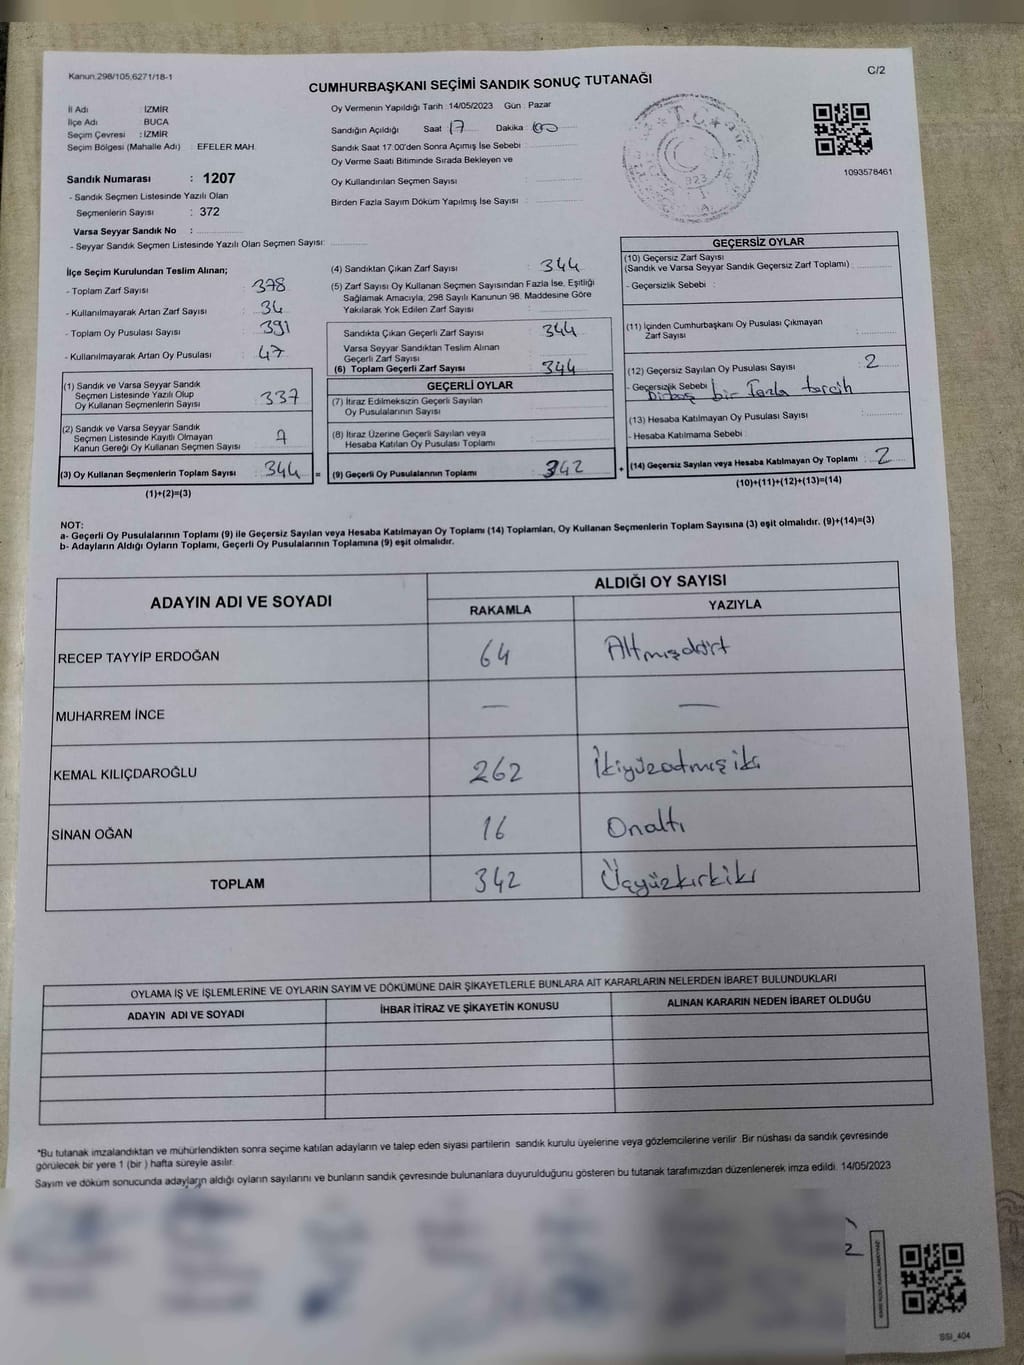 Kanun.298/105,6271/18-1
C/2
CUMHURBAŞKANI SEÇİMİ SANDIK SONUÇ TUTANAĞI
İl Adı : İZMİR
İlçe Adı : BUCA
Seçim Çevresi : İZMİR
Seçim Bölgesi (Mahalle Adı) : EFELER MAH.
Sandık Numarası : 1207
- Sandık Seçmen Listesinde Yazılı Olan
Seçmenlerin Sayısı : 372
Varsa Seyyar Sandık No :
- Seyyar Sandık Seçmen Listesinde Yazılı Olan Seçmen Sayısı:
Oy Vermenin Yapıldığı Tarih :14/05/2023 Gün : Pazar
Sandığın Açıldığı Saat 17 Dakika 00
Sandık Saat 17.00'den Sonra Açımış İse Sebebi :
Oy Verme Saati Bitiminde Sırada Bekleyen ve
Oy Kullandırılan Seçmen Sayısı :
Birden Fazla Sayım Döküm Yapılmış İse Sayısı :
T.C.
1093578461
İlçe Seçim Kurulundan Teslim Alınan;
- Toplam Zarf Sayısı : 378
- Kullanılmayarak Artan Zarf Sayısı : 34
- Toplam Oy Pusulası Sayısı : 391
- Kullanılmayarak Artan Oy Pusulası : 47
(1) Sandık ve Varsa Seyyar Sandık
Seçmen Listesinde Yazılı Olup
Oy Kullanan Seçmenlerin Sayısı : 337
(2) Sandık ve Varsa Seyyar Sandık
Seçmen Listesinde Kayıtlı Olmayan
Kanun Gereği Oy Kullanan Seçmen Sayısı : 7
(3) Oy Kullanan Seçmenlerin Toplam Sayısı : 344 =
(1)+(2)=(3)
(4) Sandıktan Çıkan Zarf Sayısı : 344
(5) Zarf Sayısı Oy Kullanan Seçmen Sayısından Fazla İse, Eşitliği
Sağlamak Amacıyla, 298 Sayılı Kanunun 98. Maddesine Göre
Yakılarak Yok Edilen Zarf Sayısı :
Sandıkta Çıkan Geçerli Zarf Sayısı : 344
Varsa Seyyar Sandıktan Teslim Alınan
Geçerli Zarf Sayısı :
(6) Toplam Geçerli Zarf Sayısı : 344
GEÇERLİ OYLAR
(7) İtiraz Edilmeksizin Geçerli Sayılan
Oy Pusulalarının Sayısı :
(8) İtiraz Üzerine Geçerli Sayılan veya
Hesaba Katılan Oy Pusulası Toplamı :
(9) Geçerli Oy Pusulalarının Toplamı : 342 +
GEÇERSİZ OYLAR
(10) Geçersiz Zarf Sayısı
(Sandık ve Varsa Seyyar Sandık Geçersiz Zarf Toplamı) :
- Geçersizlik Sebebi :
(11) İçinden Cumhurbaşkanı Oy Pusulası Çıkmayan
Zarf Sayısı :
(12) Geçersiz Sayılan Oy Pusulası Sayısı : 2
- Geçersizlik Sebebi : bir fazla tercih
(13) Hesaba Katılmayan Oy Pusulası Sayısı :
- Hesaba Katılmama Sebebi :
(14) Geçersiz Sayılan veya Hesaba Katılmayan Oy Toplamı : 2
(10)+(11)+(12)+(13)=(14)
NOT:
a- Geçerli Oy Pusulalarının Toplamı (9) ile Geçersiz Sayılan veya Hesaba Katılmayan Oy Toplamı (14) Toplamları, Oy Kullanan Seçmenlerin Toplam Sayısına (3) eşit olmalıdır. (9)+(14)=(3)
b- Adayların Aldığı Oyların Toplamı, Geçerli Oy Pusulalarının Toplamına (9) eşit olmalıdır.
ADAYIN ADI VE SOYADI
ALDIĞI OY SAYISI
RAKAMLA YAZIYLA
RECEP TAYYİP ERDOĞAN 64 Altmışdört
MUHARREM İNCE — —
KEMAL KILIÇDAROĞLU 262 İkiyüzatmışiki
SİNAN OĞAN 16 Onaltı
TOPLAM 342 Üçyüzkırkiki
OYLAMA İŞ VE İŞLEMLERİNE VE OYLARIN SAYIM VE DÖKÜMÜNE DAİR ŞİKAYETLERLE BUNLARA AİT KARARLARIN NELERDEN İBARET BULUNDUKLARI
ADAYIN ADI VE SOYADI İHBAR İTİRAZ VE ŞİKAYETİN KONUSU ALINAN KARARIN NEDEN İBARET OLDUĞU
*Bu tutanak imzalandıktan ve mühürlendikten sonra seçime katılan adayların ve talep eden siyasi partilerin sandık kurulu üyelerine veya gözlemcilerine verilir. Bir nüshası da sandık çevresinde
görülecek bir yere 1 (bir) hafta süreyle asılır.
Sayım ve döküm sonucunda adayların aldığı oyların sayılarını ve bunların sandık çevresinde bulunanlara duyurulduğunu gösteren bu tutanak tarafımızdan düzenlenerek imza edildi. 14/05/2023
SSİ_404